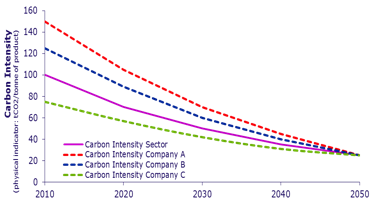 Carbon Intensity
(physical indicator: tCO2/tonne of product)
160
140
120
100
80
60
40
20
0
Carbon Intensity Sector
Carbon Intensity Company A
Carbon Intensity Company B
Carbon Intensity Company C
2010 2020 2030 2040 2050